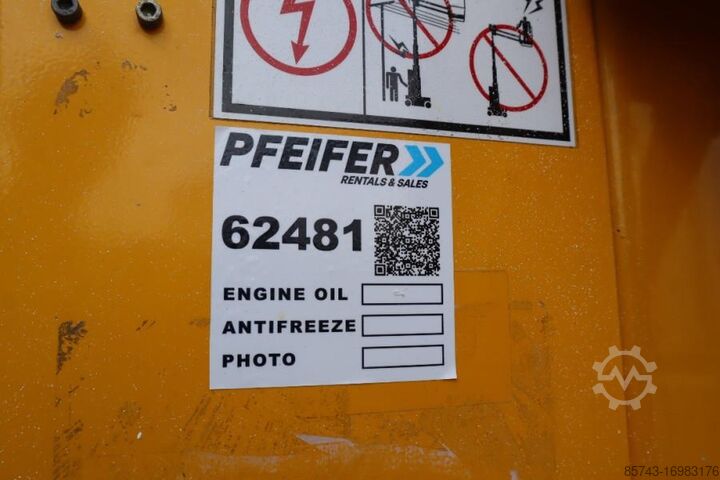 PFEIFER
RENTALS & SALES
62481
ENGINE OIL
ANTIFREEZE
PHOTO
85743-16983176